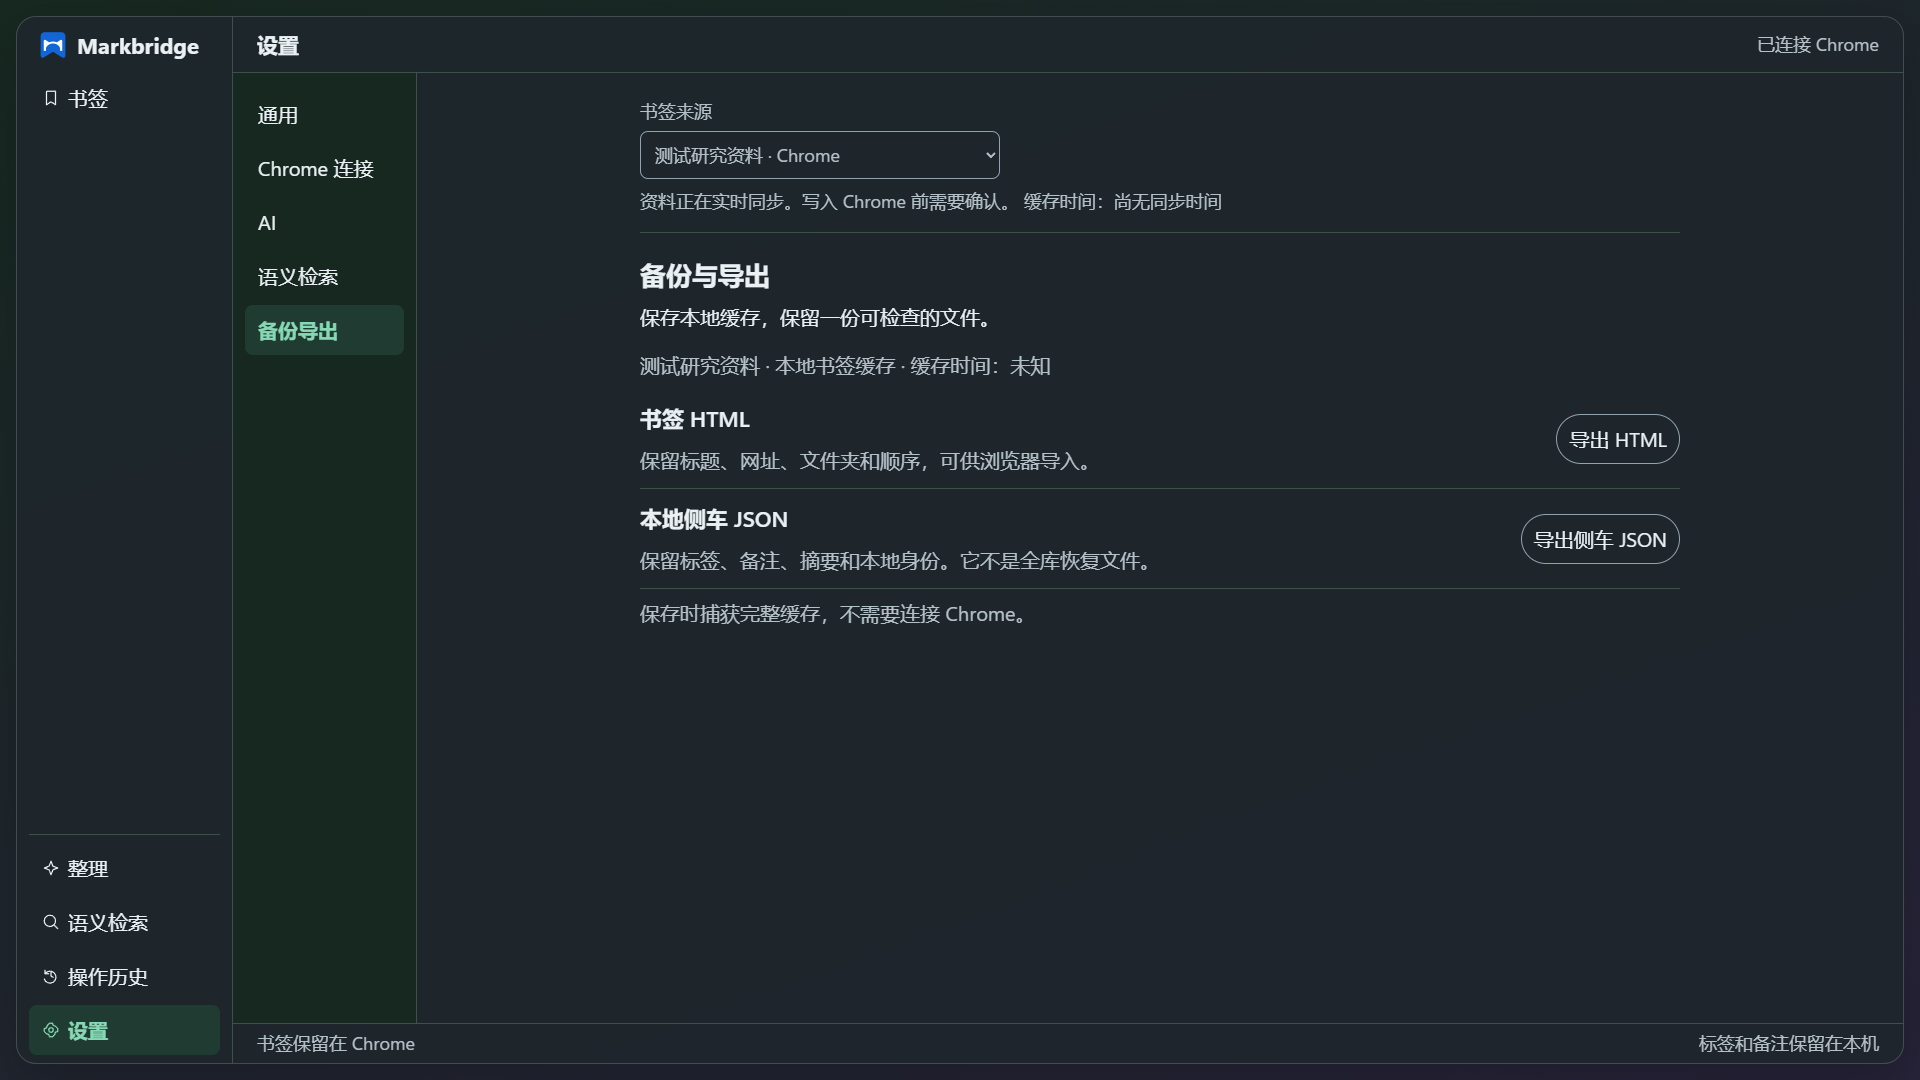 Markbridge
设置
已连接 Chrome
书签
通用
Chrome 连接
AI
语义检索
备份导出
书签来源
测试研究资料 · Chrome
资料正在实时同步。写入 Chrome 前需要确认。 缓存时间：尚无同步时间
备份与导出
保存本地缓存，保留一份可检查的文件。
测试研究资料 · 本地书签缓存 · 缓存时间：未知
书签 HTML
保留标题、网址、文件夹和顺序，可供浏览器导入。
导出 HTML
本地侧车 JSON
保留标签、备注、摘要和本地身份。它不是全库恢复文件。
导出侧车 JSON
保存时捕获完整缓存，不需要连接 Chrome。
整理
语义检索
操作历史
设置
书签保留在 Chrome
标签和备注保留在本机